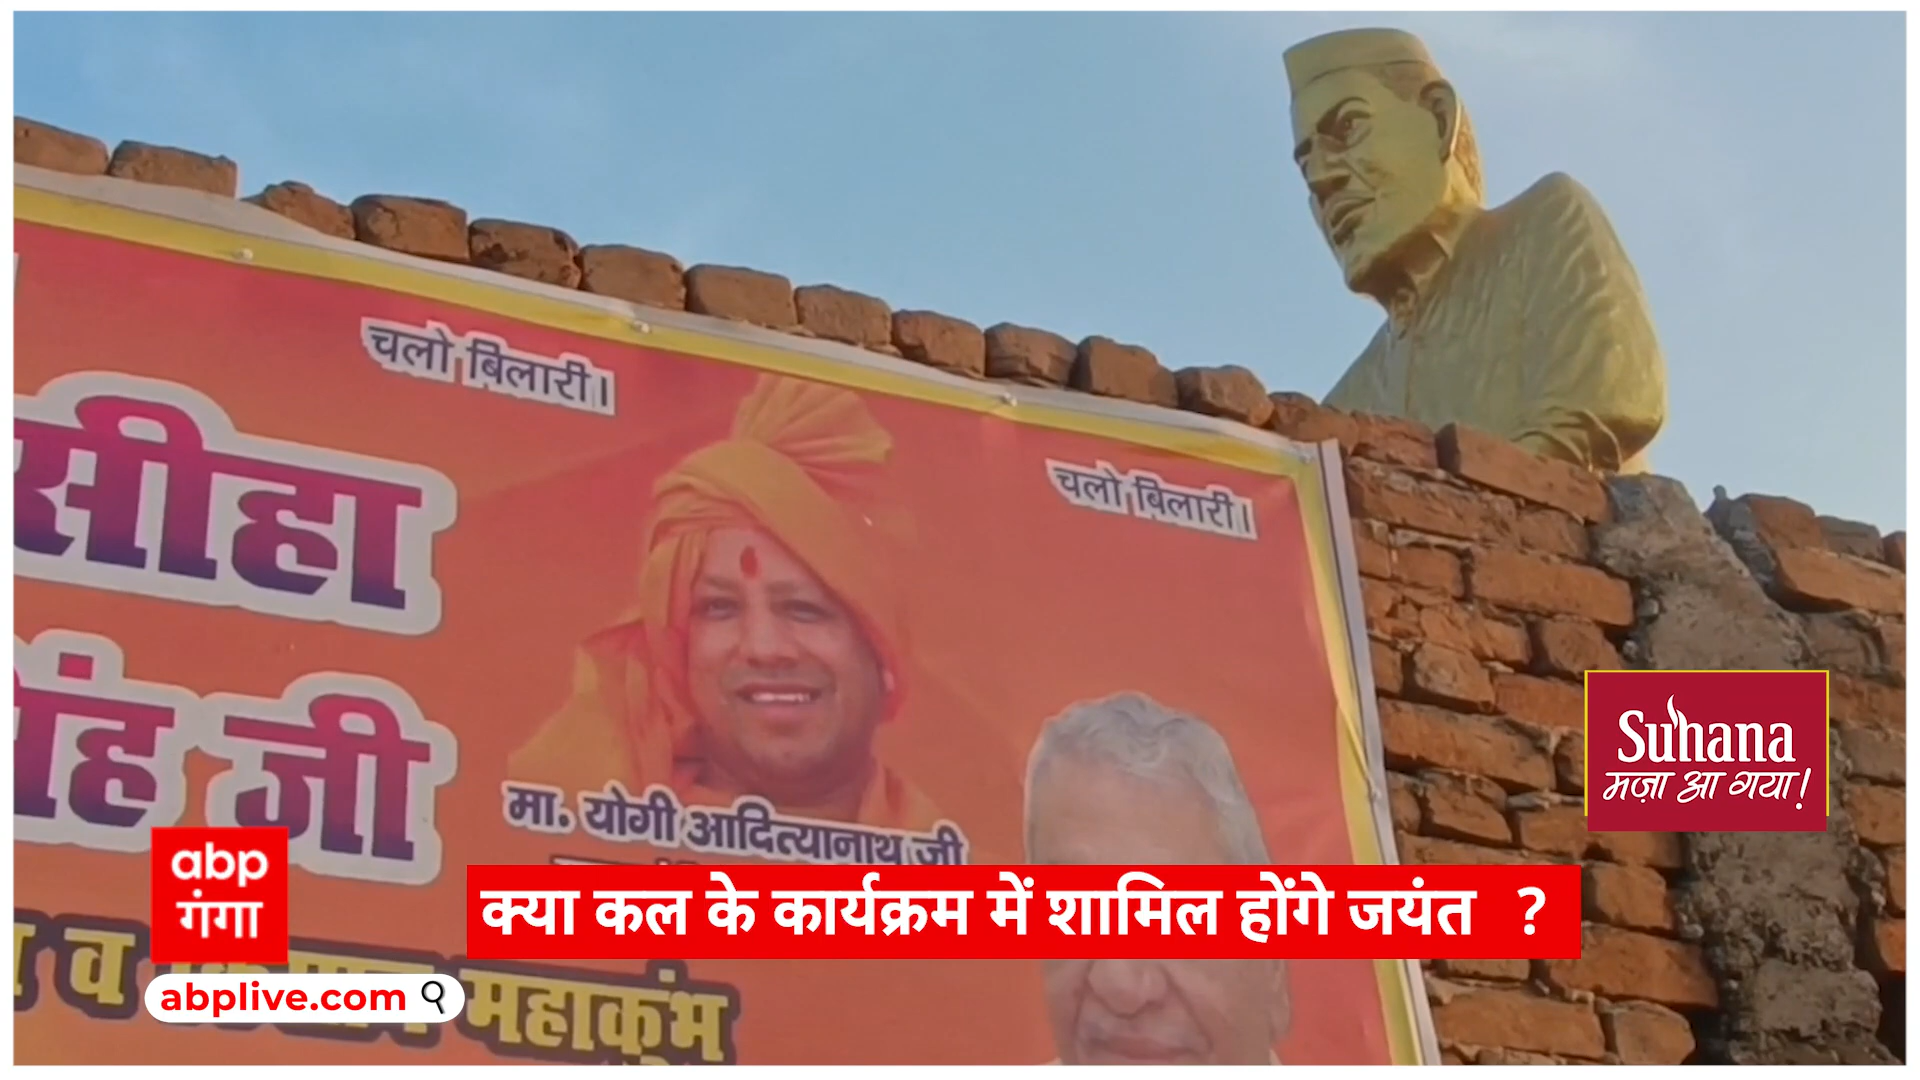 चलो बिलारी।
चलो बिलारी।
सीहा
सिंह जी
मा. योगी आदित्यनाथ जी
व किसान महाकुंभ
Suhana
मज़ा आ गया!
abp
गंगा
क्या कल के कार्यक्रम में शामिल होंगे जयंत ?
abplive.com